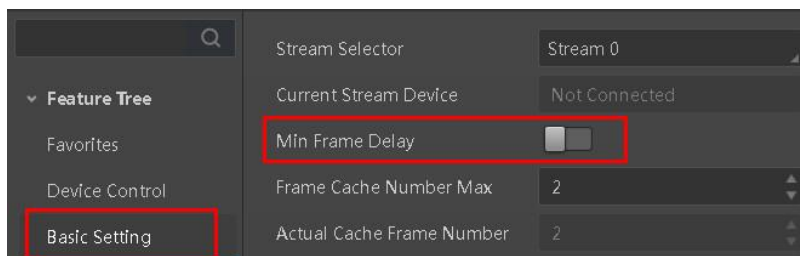 Stream Selector Stream 0
Feature Tree Current Stream Device Not Connected
Favorites Min Frame Delay
Device Control Frame Cache Number Max 2
Basic Setting Actual Cache Frame Number 2